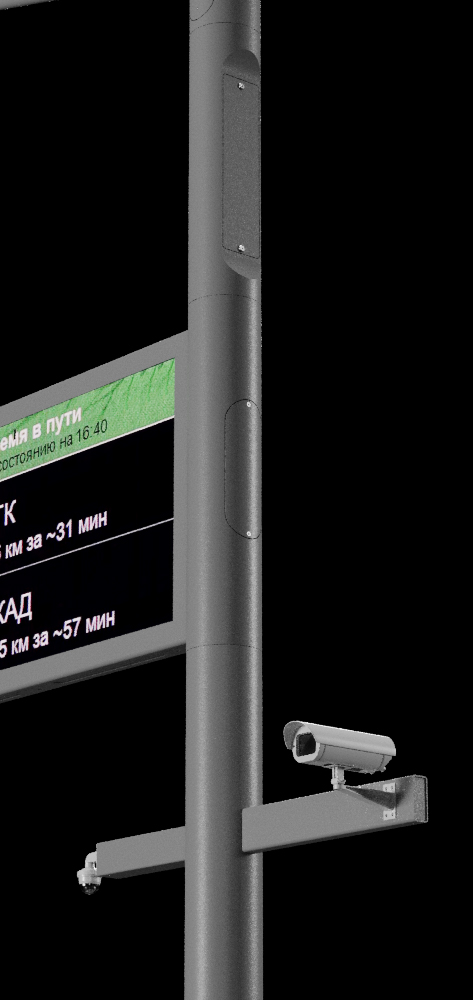 емя в пути
состоянию на 16:40
ТК
км за ~31 мин
КАД
5 км за ~57 мин